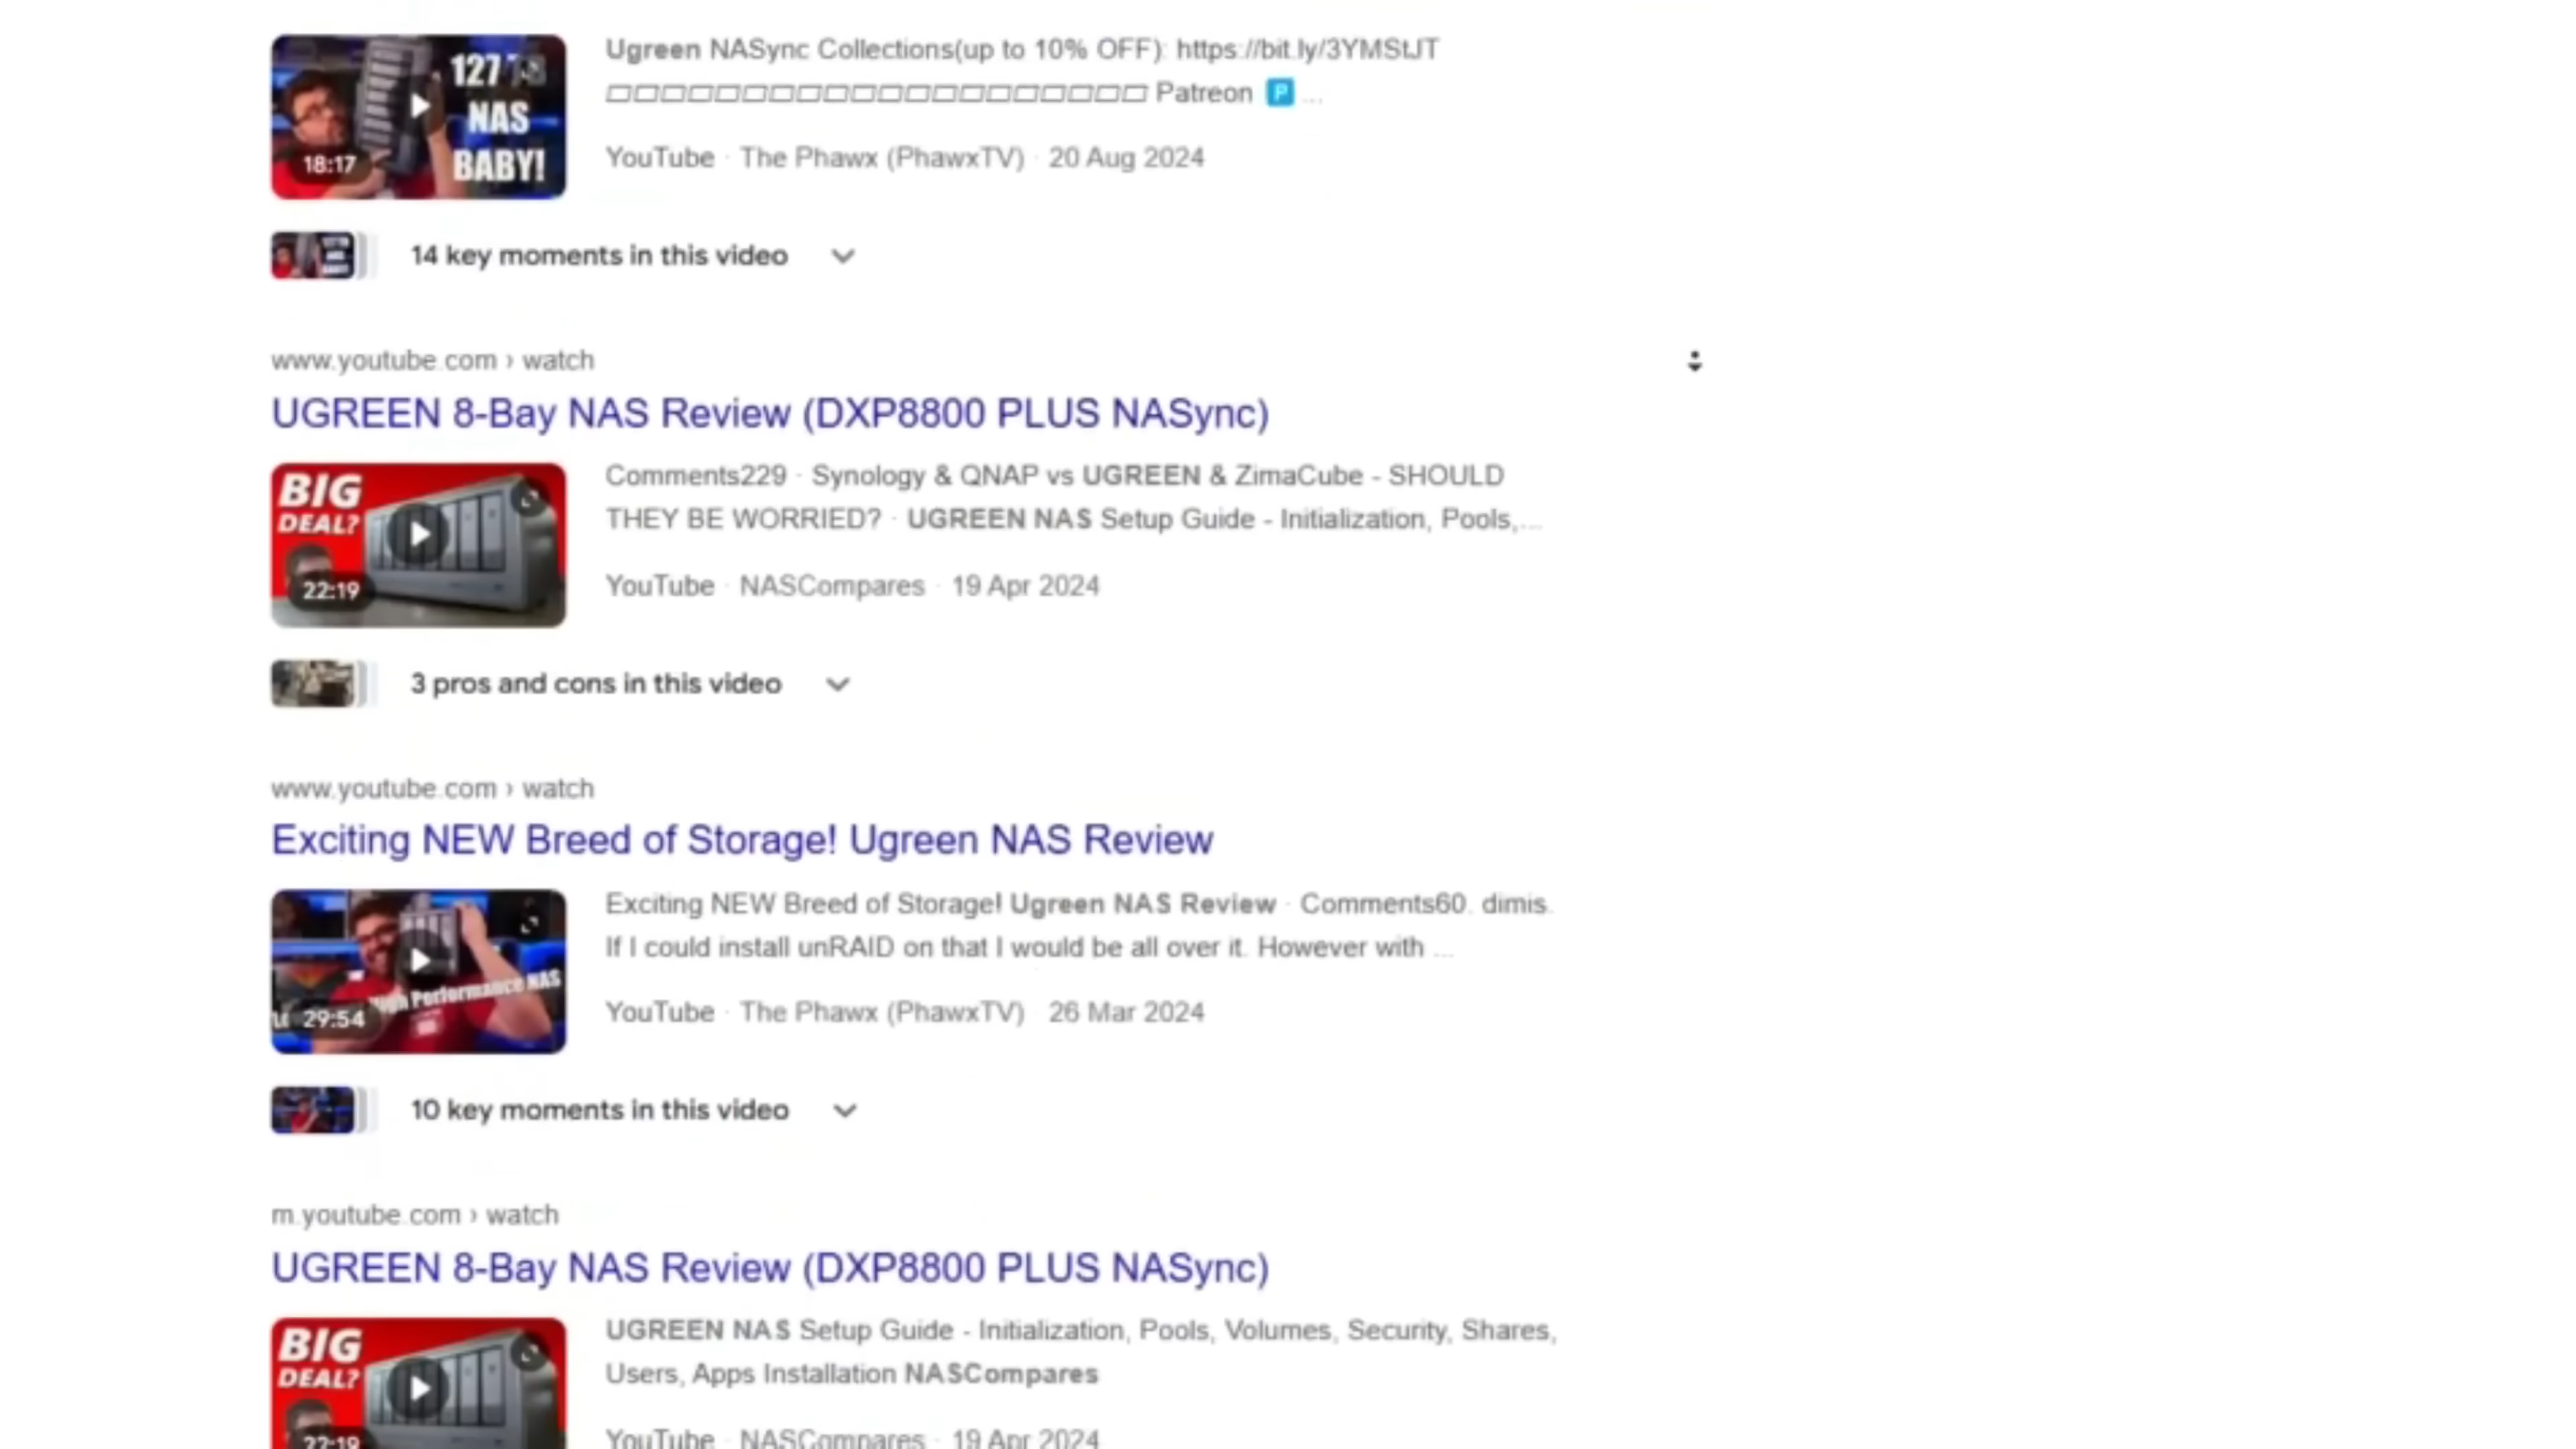 127 TB
NAS
BABY!
18:17
Ugreen NASync Collections(up to 10% OFF): https://bit.ly/3YMStJT
▭▭▭▭▭▭▭▭▭▭▭▭▭▭▭▭▭▭▭▭ Patreon 🅿️ ...
YouTube · The Phawx (PhawxTV) · 20 Aug 2024
14 key moments in this video
www.youtube.com › watch
UGREEN 8-Bay NAS Review (DXP8800 PLUS NASync)
BIG
DEAL?
22:19
Comments229 · Synology & QNAP vs UGREEN & ZimaCube - SHOULD
THEY BE WORRIED? · UGREEN NAS Setup Guide - Initialization, Pools,...
YouTube · NASCompares · 19 Apr 2024
3 pros and cons in this video
www.youtube.com › watch
Exciting NEW Breed of Storage! Ugreen NAS Review
High Performance NAS
29:54
Exciting NEW Breed of Storage! Ugreen NAS Review · Comments60. dimis.
If I could install unRAID on that I would be all over it. However with ...
YouTube · The Phawx (PhawxTV) · 26 Mar 2024
10 key moments in this video
m.youtube.com › watch
UGREEN 8-Bay NAS Review (DXP8800 PLUS NASync)
BIG
DEAL?
22:19
UGREEN NAS Setup Guide - Initialization, Pools, Volumes, Security, Shares,
Users, Apps Installation NASCompares
YouTube · NASCompares · 19 Apr 2024